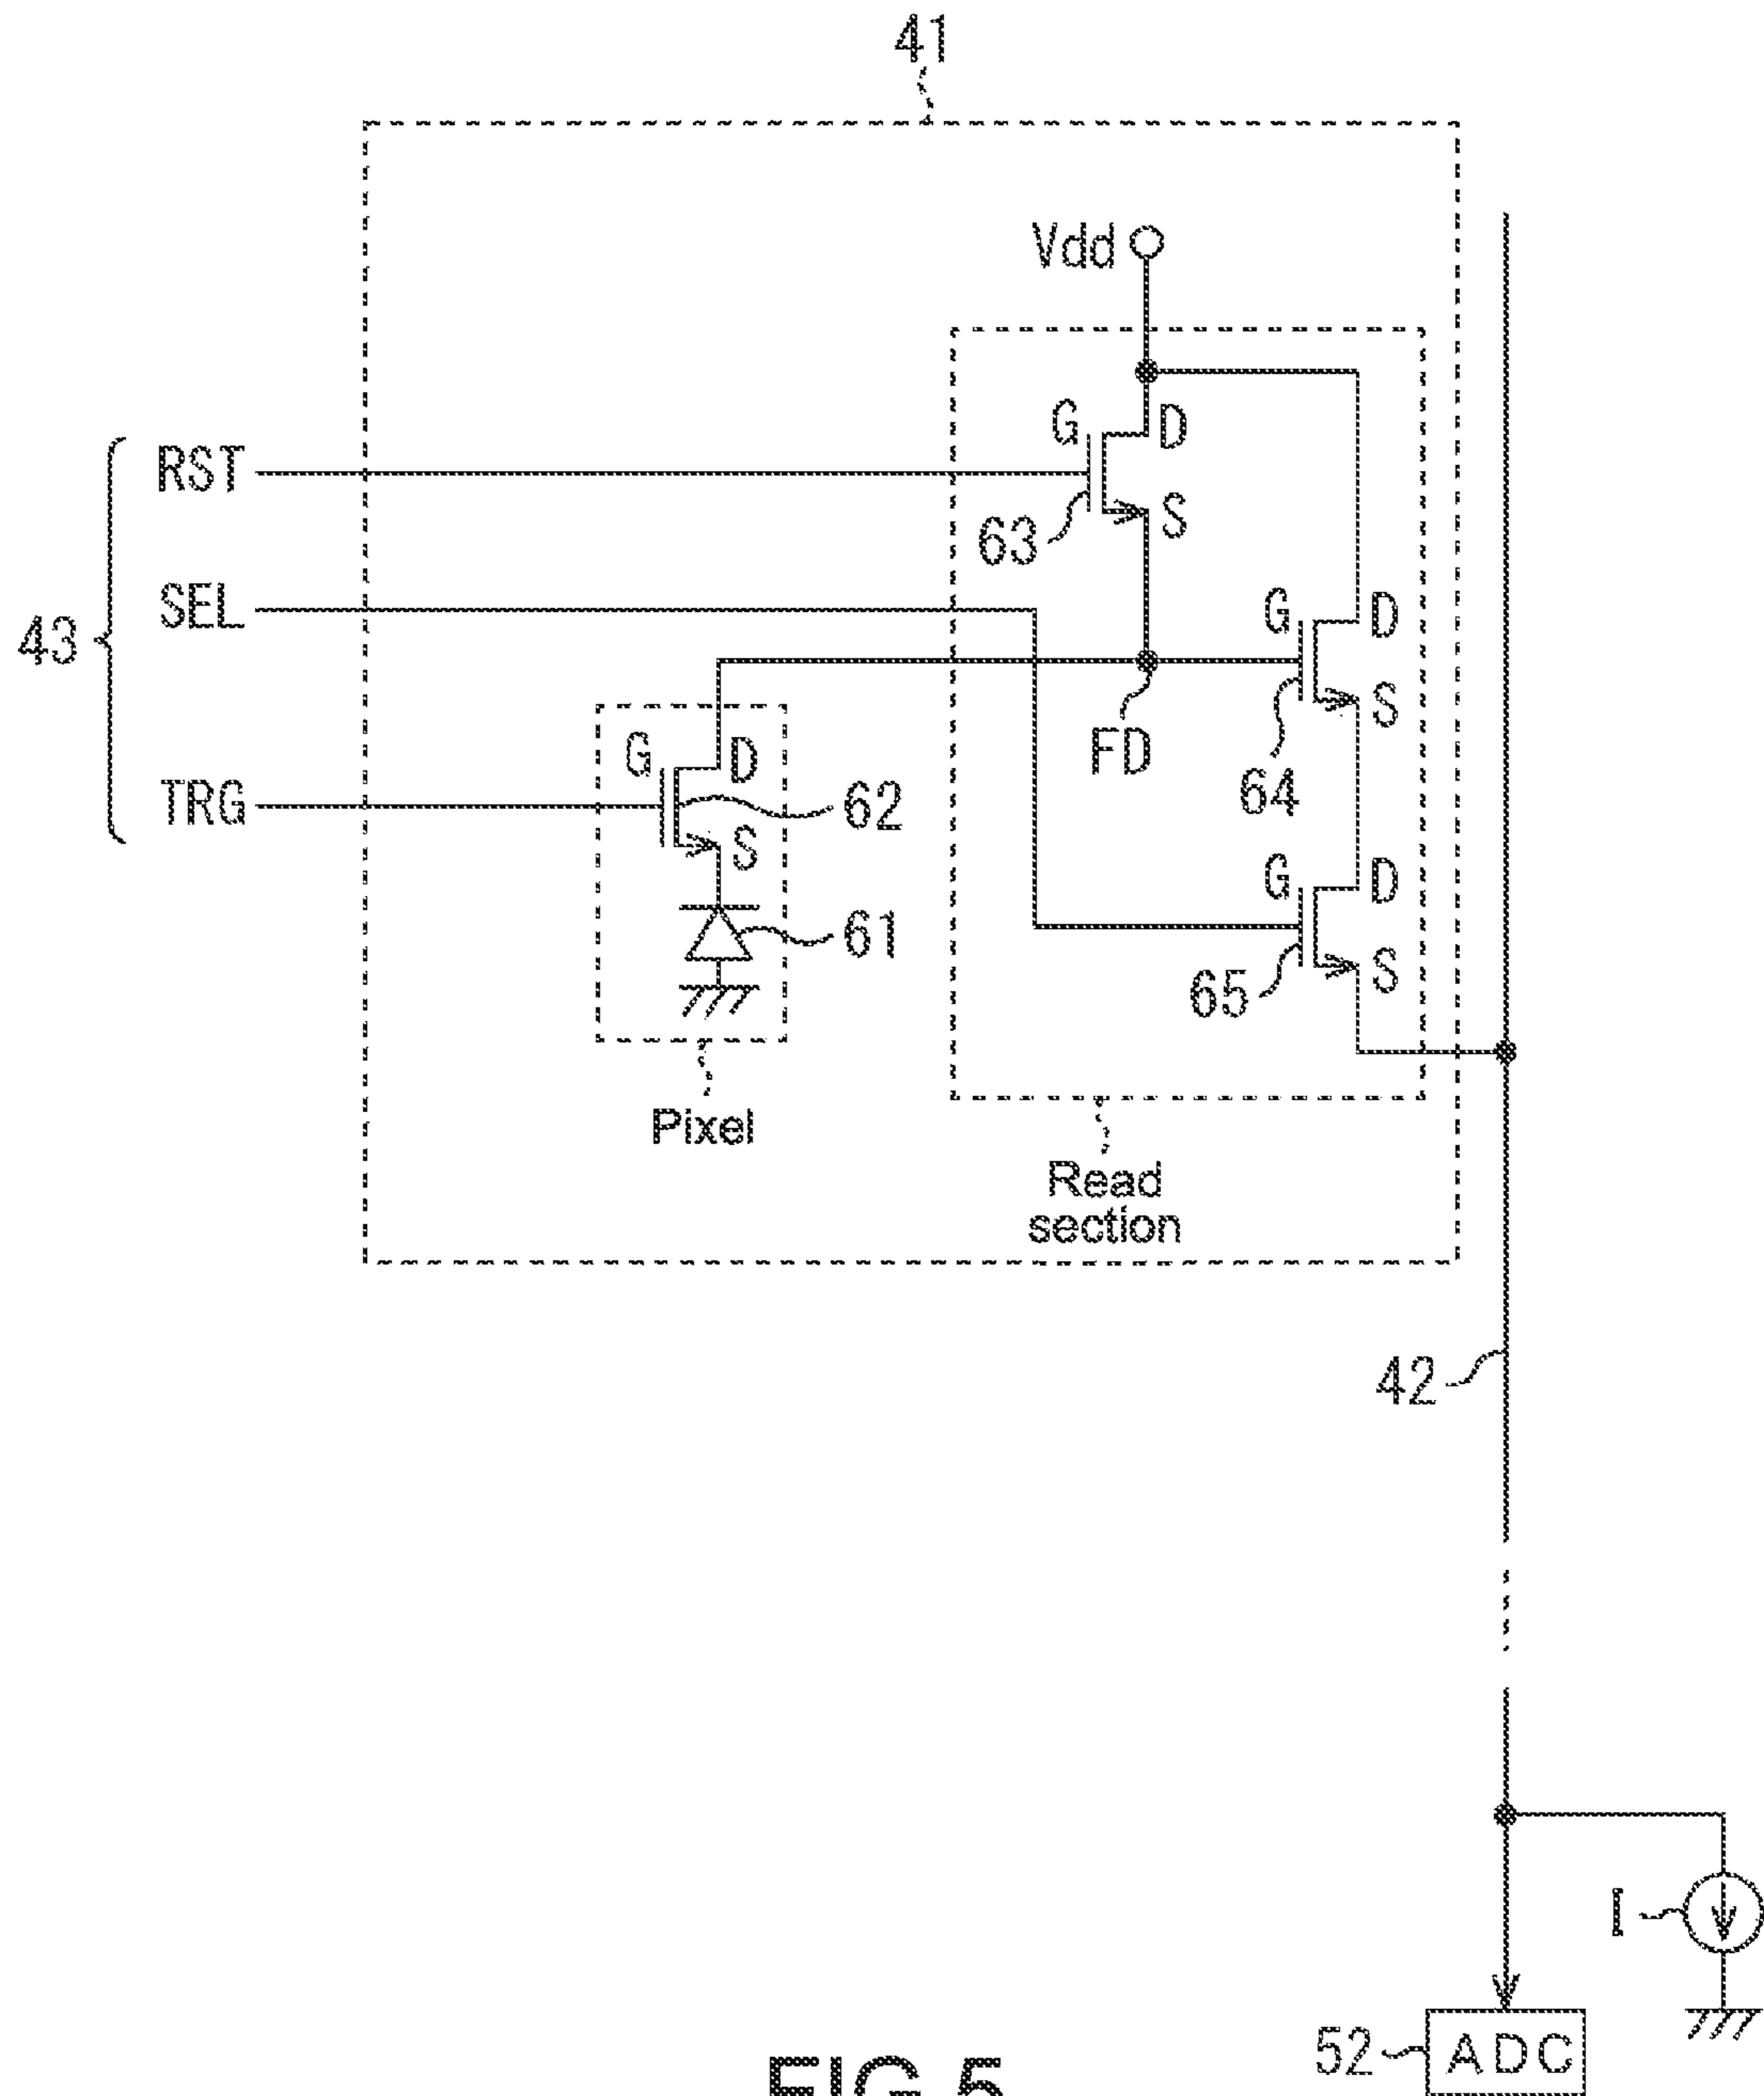 41
Vdd
G D
RST
63 S
SEL
43
G D
FD
S
64
G D
TRG
62
S
61
G D
65 S
Pixel
Read
section
42
I
52 ADC
FIG.5